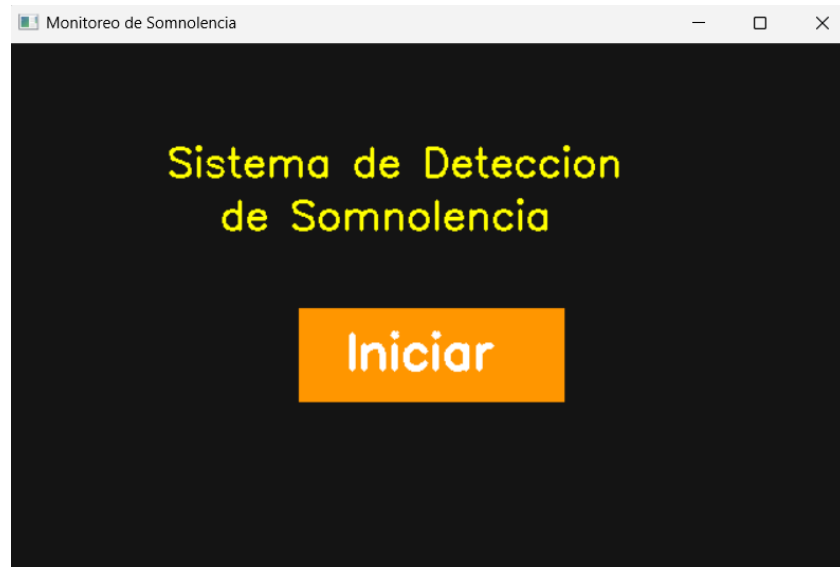 Monitoreo de Somnolencia
Sistema de Deteccion
de Somnolencia
Iniciar